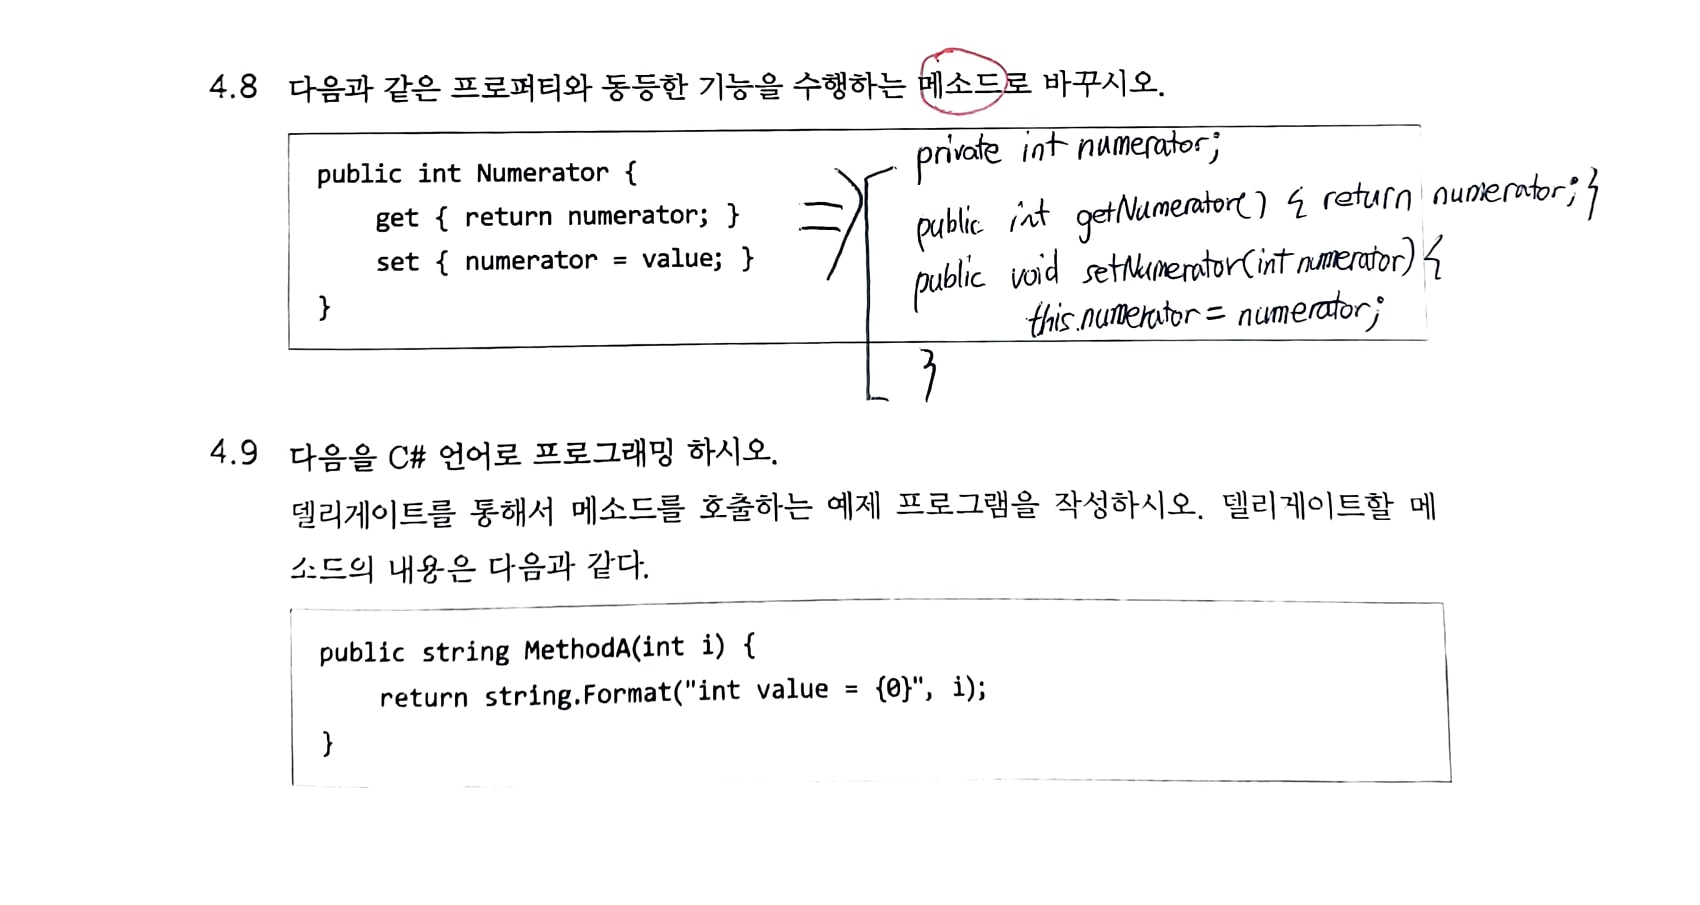 4.8 다음과 같은 프로퍼티와 동등한 기능을 수행하는 메소드로 바꾸시오.
public int Numerator {
get { return numerator; }
set { numerator = value; }
}
⇒
private int numerator;
public int getNumerator() { return numerator; }
public void setNumerator(int numerator) {
this.numerator = numerator;
}
4.9 다음을 C# 언어로 프로그래밍 하시오.
델리게이트를 통해서 메소드를 호출하는 예제 프로그램을 작성하시오. 델리게이트할 메
소드의 내용은 다음과 같다.
public string MethodA(int i) {
return string.Format("int value = {0}", i);
}